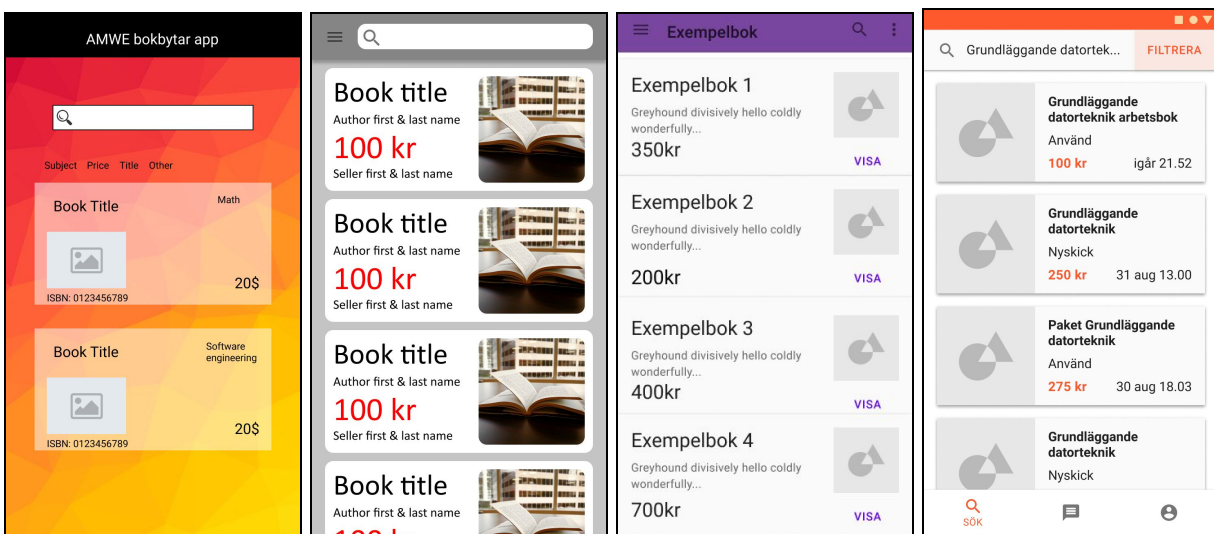 AMWE bokbytar app
Subject Price Title Other
Book Title
Math
20$
ISBN: 0123456789
Book Title
Software
engineering
20$
ISBN: 0123456789
Book title
Author first & last name
100 kr
Seller first & last name
Book title
Author first & last name
100 kr
Seller first & last name
Book title
Author first & last name
100 kr
Seller first & last name
Book title
Author first & last name
100 kr
Exempelbok
Exempelbok 1
Greyhound divisively hello coldly
wonderfully...
350kr
VISA
Exempelbok 2
Greyhound divisively hello coldly
wonderfully...
200kr
VISA
Exempelbok 3
Greyhound divisively hello coldly
wonderfully...
400kr
VISA
Exempelbok 4
Greyhound divisively hello coldly
wonderfully...
700kr
VISA
Grundläggande datortek...
FILTRERA
Grundläggande
datorteknik arbetsbok
Använd
100 kr igår 21.52
Grundläggande
datorteknik
Nyskick
250 kr 31 aug 13.00
Paket Grundläggande
datorteknik
Använd
275 kr 30 aug 18.03
Grundläggande
datorteknik
Nyskick
SÖK